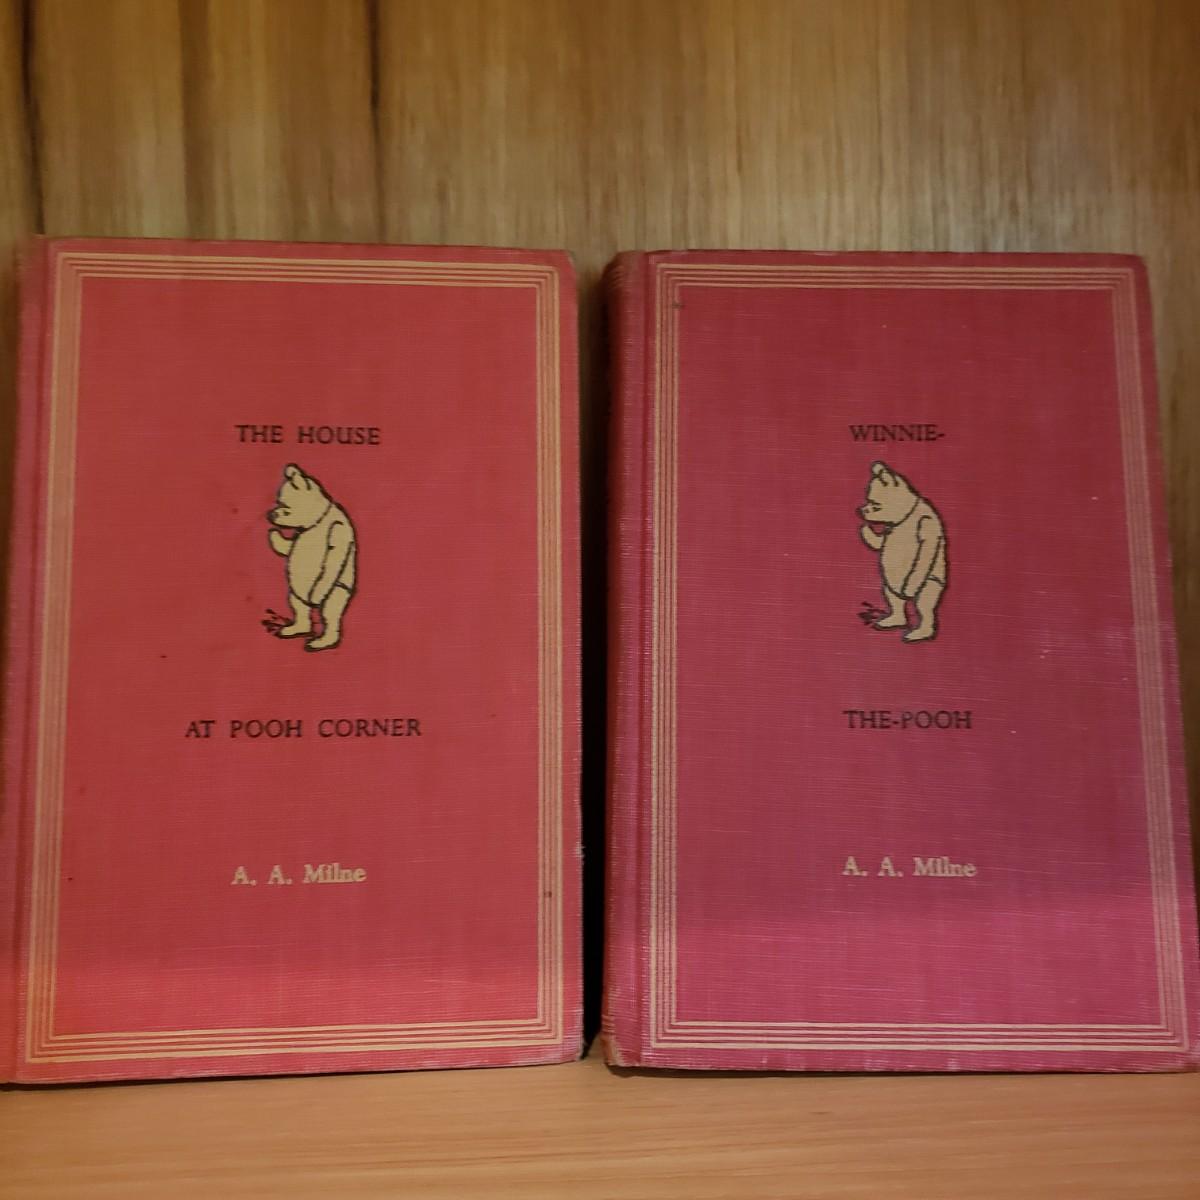 THE HOUSE
AT POOH CORNER
A. A. Milne
WINNIE-
THE-POOH
A. A. Milne